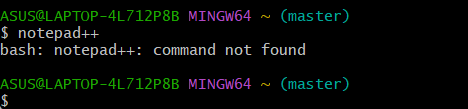 ASUS@LAPTOP-4L712P8B MINGW64 ~ (master)
$ notepad++
bash: notepad++: command not found
ASUS@LAPTOP-4L712P8B MINGW64 ~ (master)
$